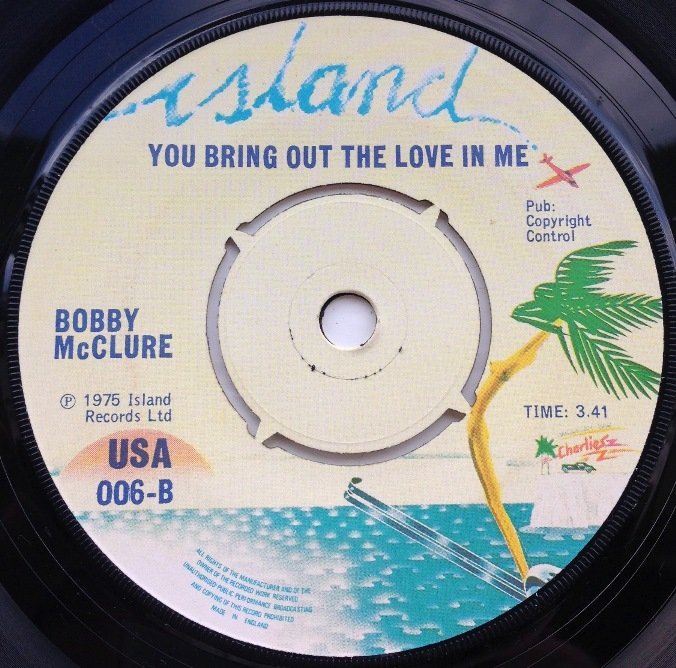 island
YOU BRING OUT THE LOVE IN ME
Pub:
Copyright
Control
BOBBY
McCLURE
℗ 1975 Island
Records Ltd
TIME: 3.41
Charlies
USA
006-B
ALL RIGHTS OF THE MANUFACTURER AND OF THE
OWNER OF THE RECORDED WORK RESERVED
UNAUTHORISED PUBLIC PERFORMANCE BROADCASTING
AND COPYING OF THIS RECORD PROHIBITED
MADE IN ENGLAND